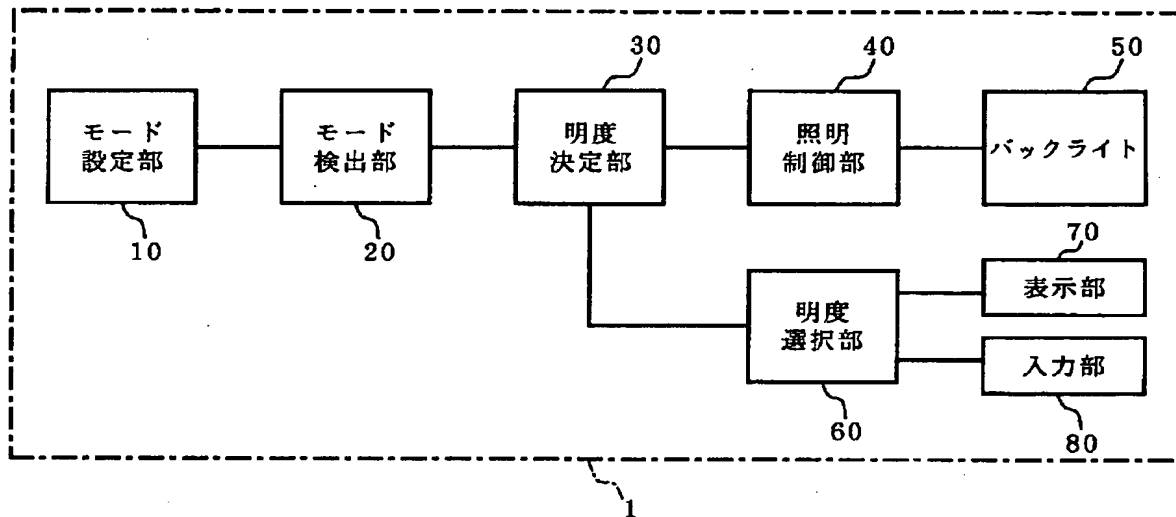 30
40
50
モード
設定部
モード
検出部
明度
決定部
照明
制御部
バックライト
10
20
70
表示部
明度
選択部
入力部
60
80
1